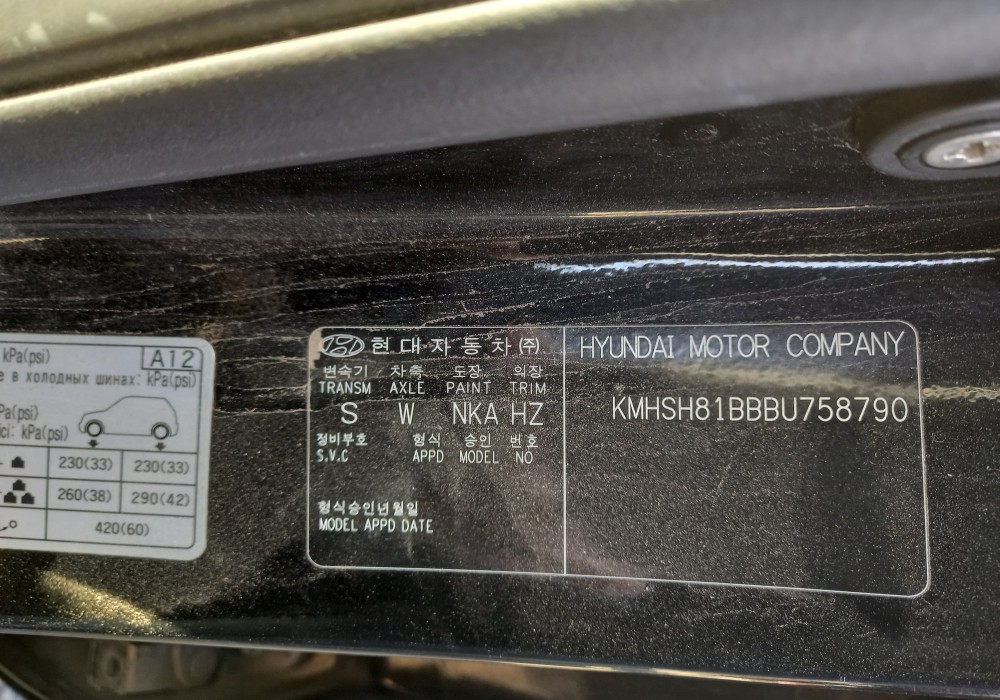 kPa(psi) A12
е в холодных шинах: kPa(psi)
Pa(psi)
ci: kPa(psi)
230(33) 230(33)
260(38) 290(42)
420(60)
현대자동차(주)
변속기 차축 도장 의장
TRANSM AXLE PAINT TRIM
S W NKA HZ
정비부호 형식 승인 번호
S.V.C APPD MODEL NO
형식승인년월일
MODEL APPD DATE
HYUNDAI MOTOR COMPANY
KMHSH81BBBU758790